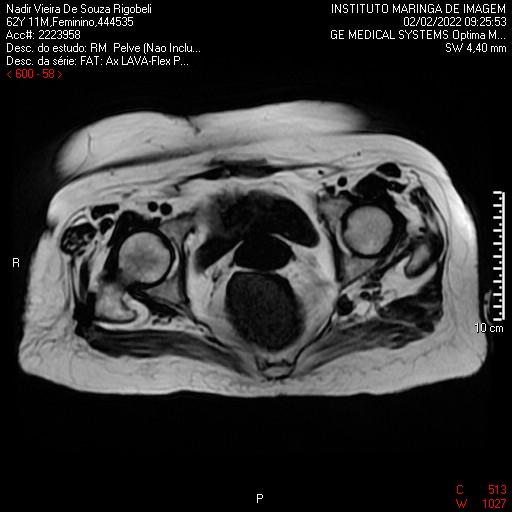 Nadir Vieira De Souza Rigobeli
62Y 11M,Feminino,444535
Acc#: 2223958
Desc. do estudo: RM Pelve (Nao Inclu...
Desc. da série: FAT: Ax LAVA-Flex P...
< 600 - 58 >
INSTITUTO MARINGA DE IMAGEM
02/02/2022 09:25:53
GE MEDICAL SYSTEMS Optima M...
SW 4,40 mm
R
10 cm
P
C 513
W 1027